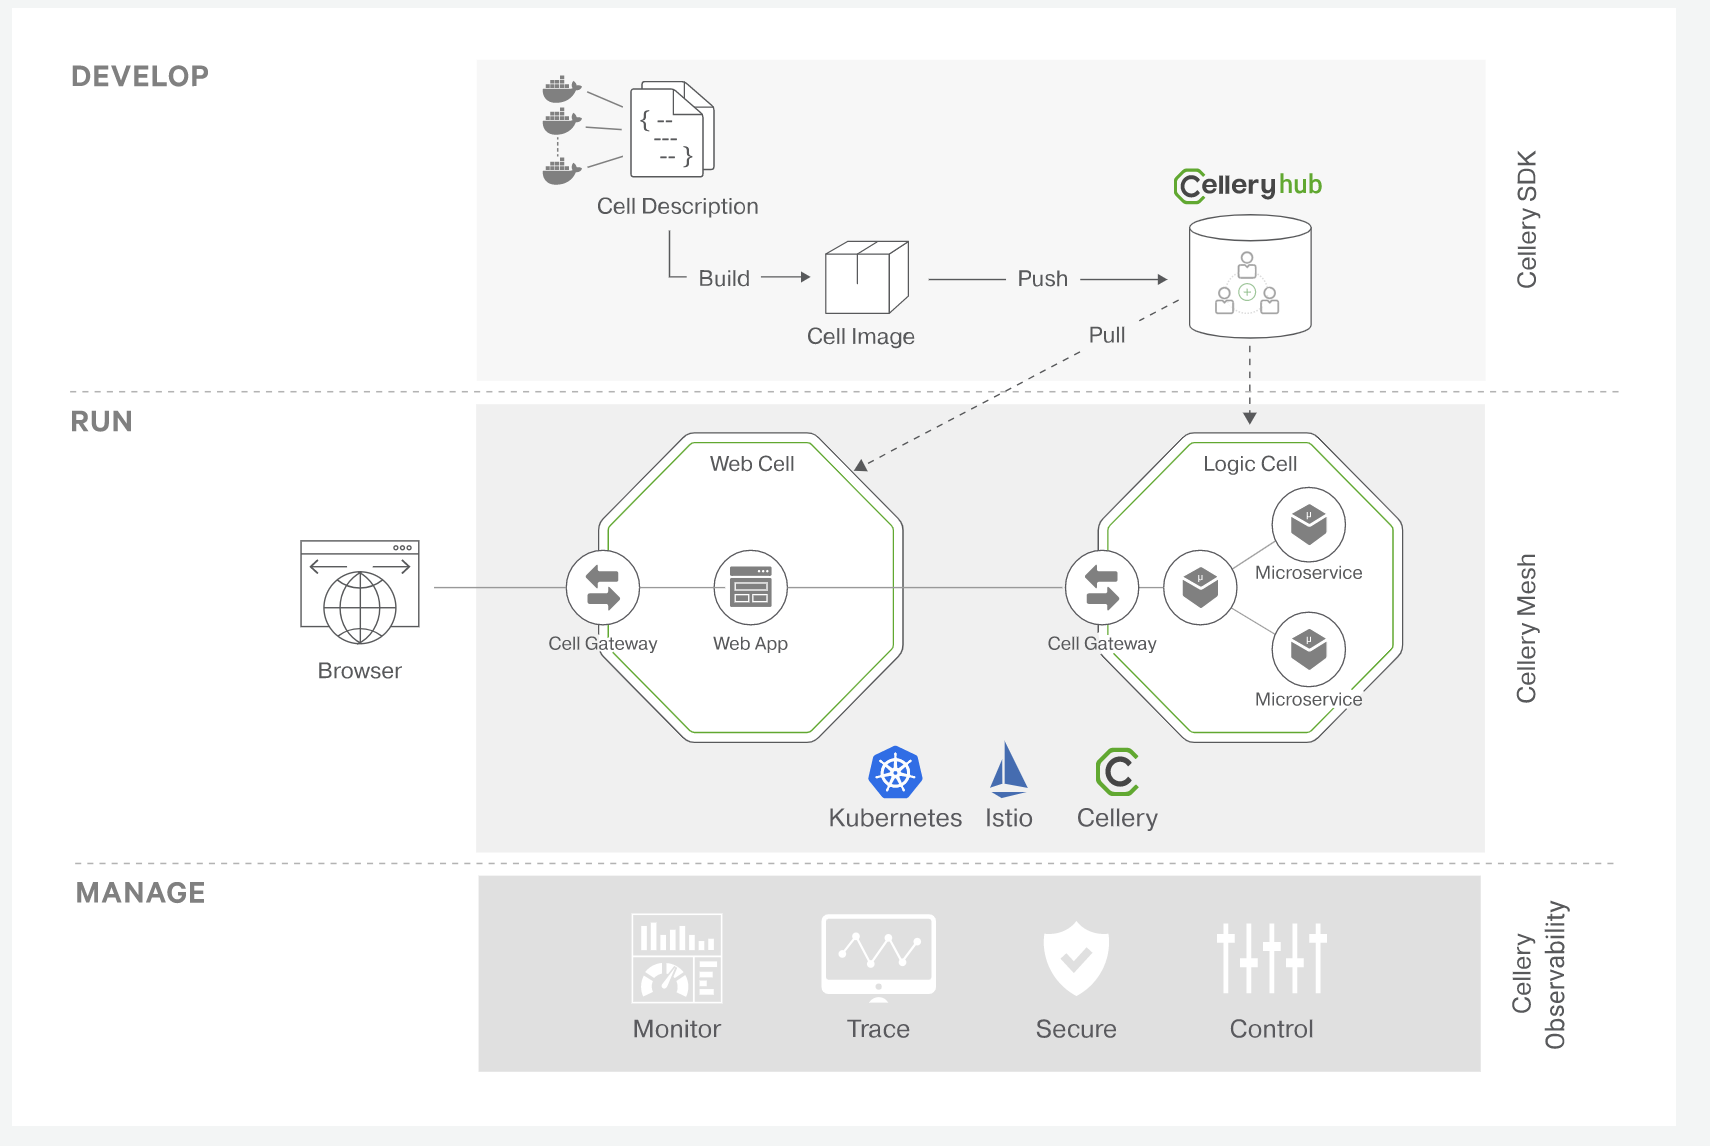 DEVELOP
{ --
---
-- }
Cell Description
Build
Cell Image
Push
Pull
Cellery hub
Cellery SDK
RUN
Browser
Web Cell
Cell Gateway
Web App
Logic Cell
Cell Gateway
µ
µ
Microservice
µ
Microservice
Kubernetes
Istio
Cellery
Cellery Mesh
MANAGE
Monitor
Trace
Secure
Control
Cellery
Observability